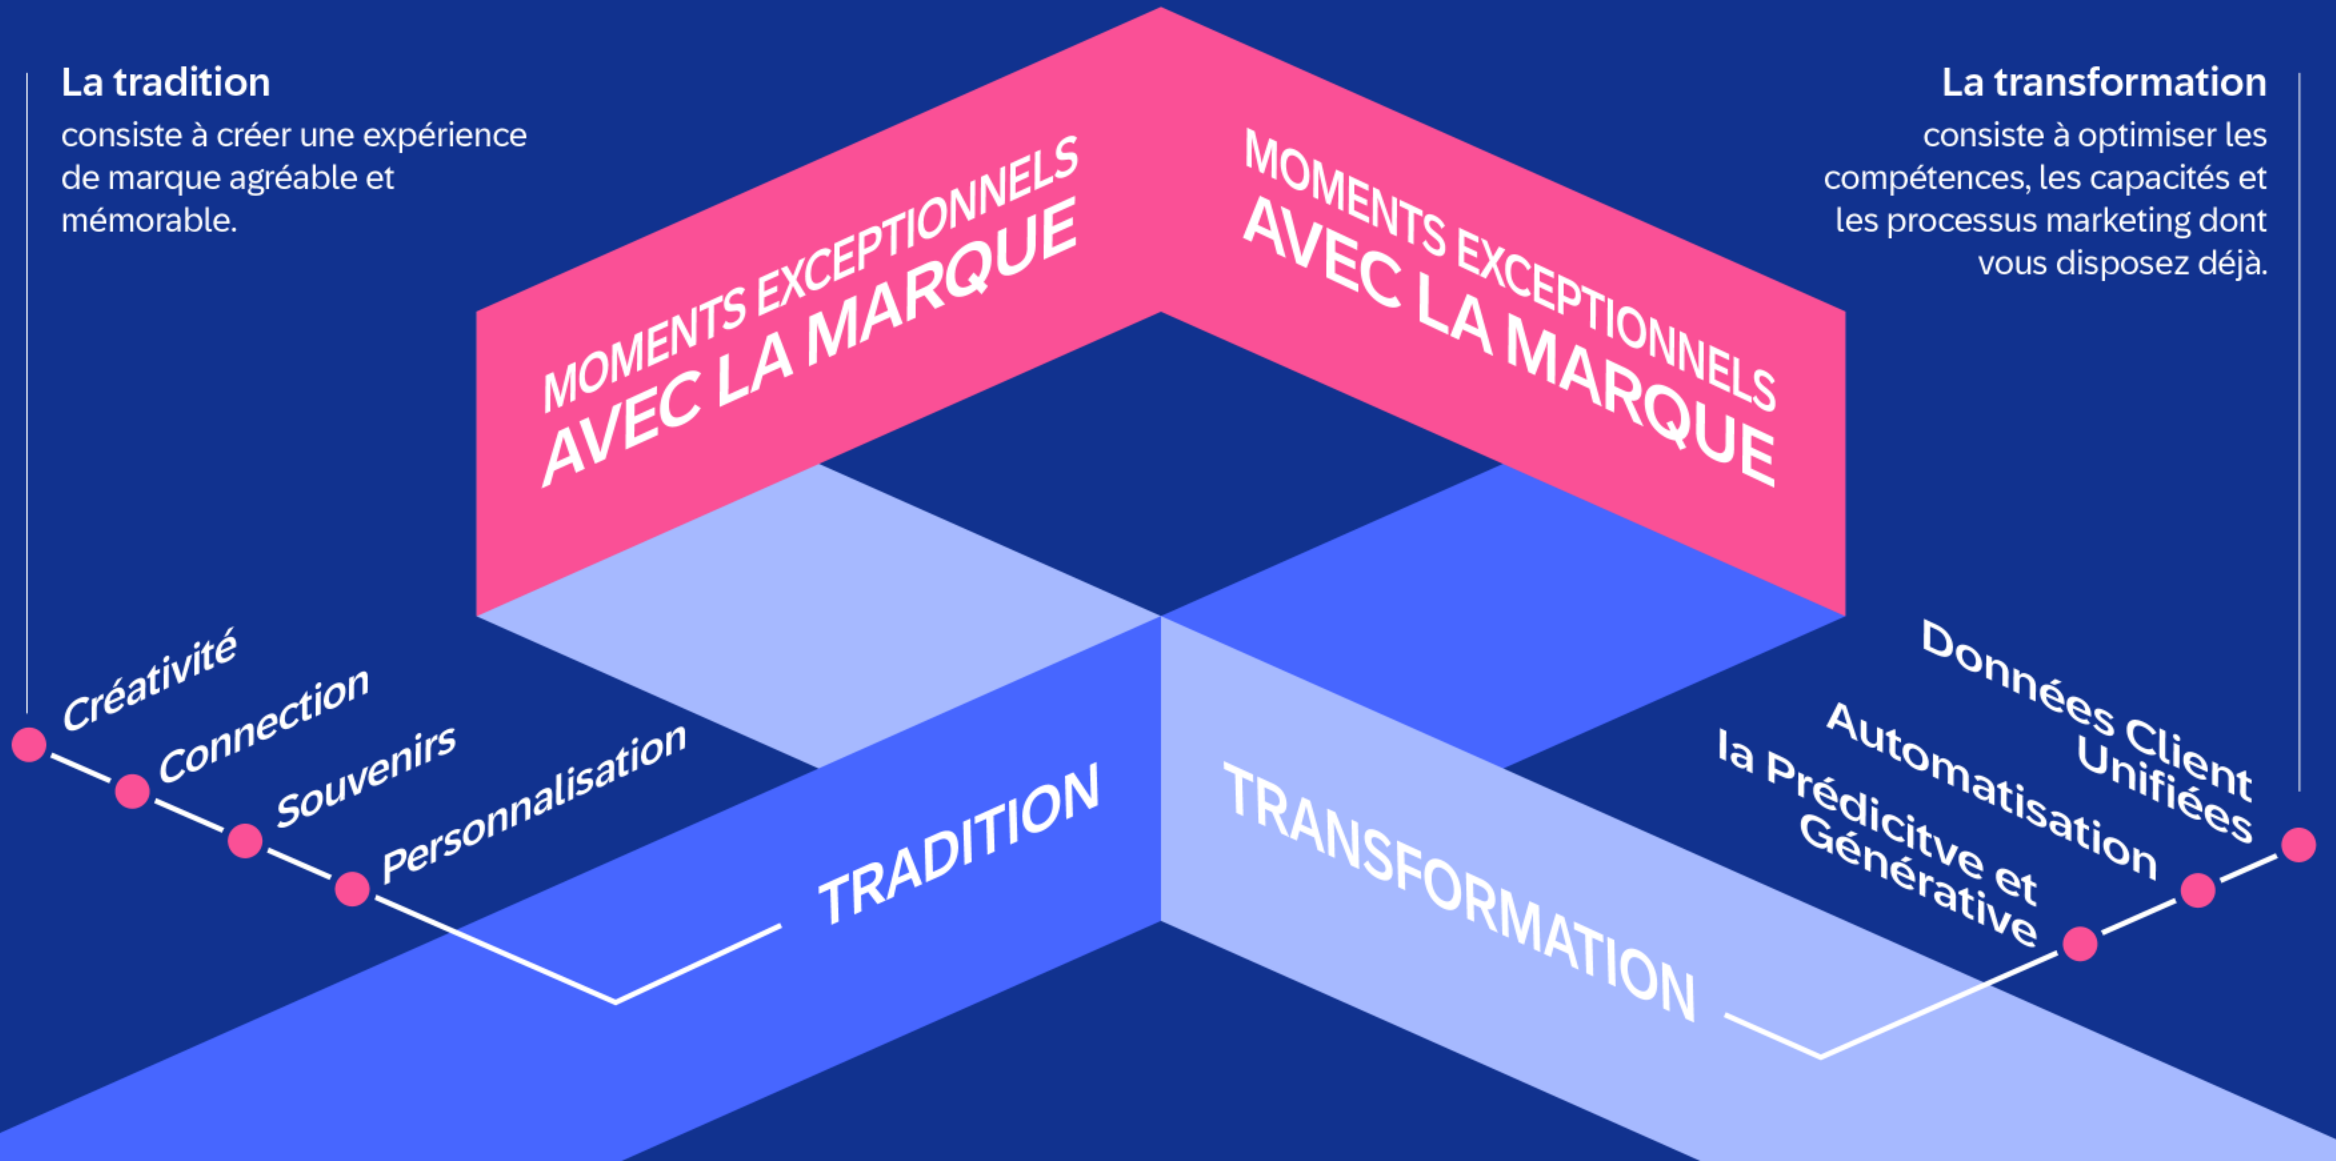 La tradition
consiste à créer une expérience
de marque agréable et
mémorable.
La transformation
consiste à optimiser les
compétences, les capacités et
les processus marketing dont
vous disposez déjà.
MOMENTS EXCEPTIONNELS
AVEC LA MARQUE
MOMENTS EXCEPTIONNELS
AVEC LA MARQUE
Créativité
Connection
Souvenirs
Personnalisation
TRADITION
TRANSFORMATION
Données Client
Unifiées
Automatisation
Ia Prédicitve et
Générative